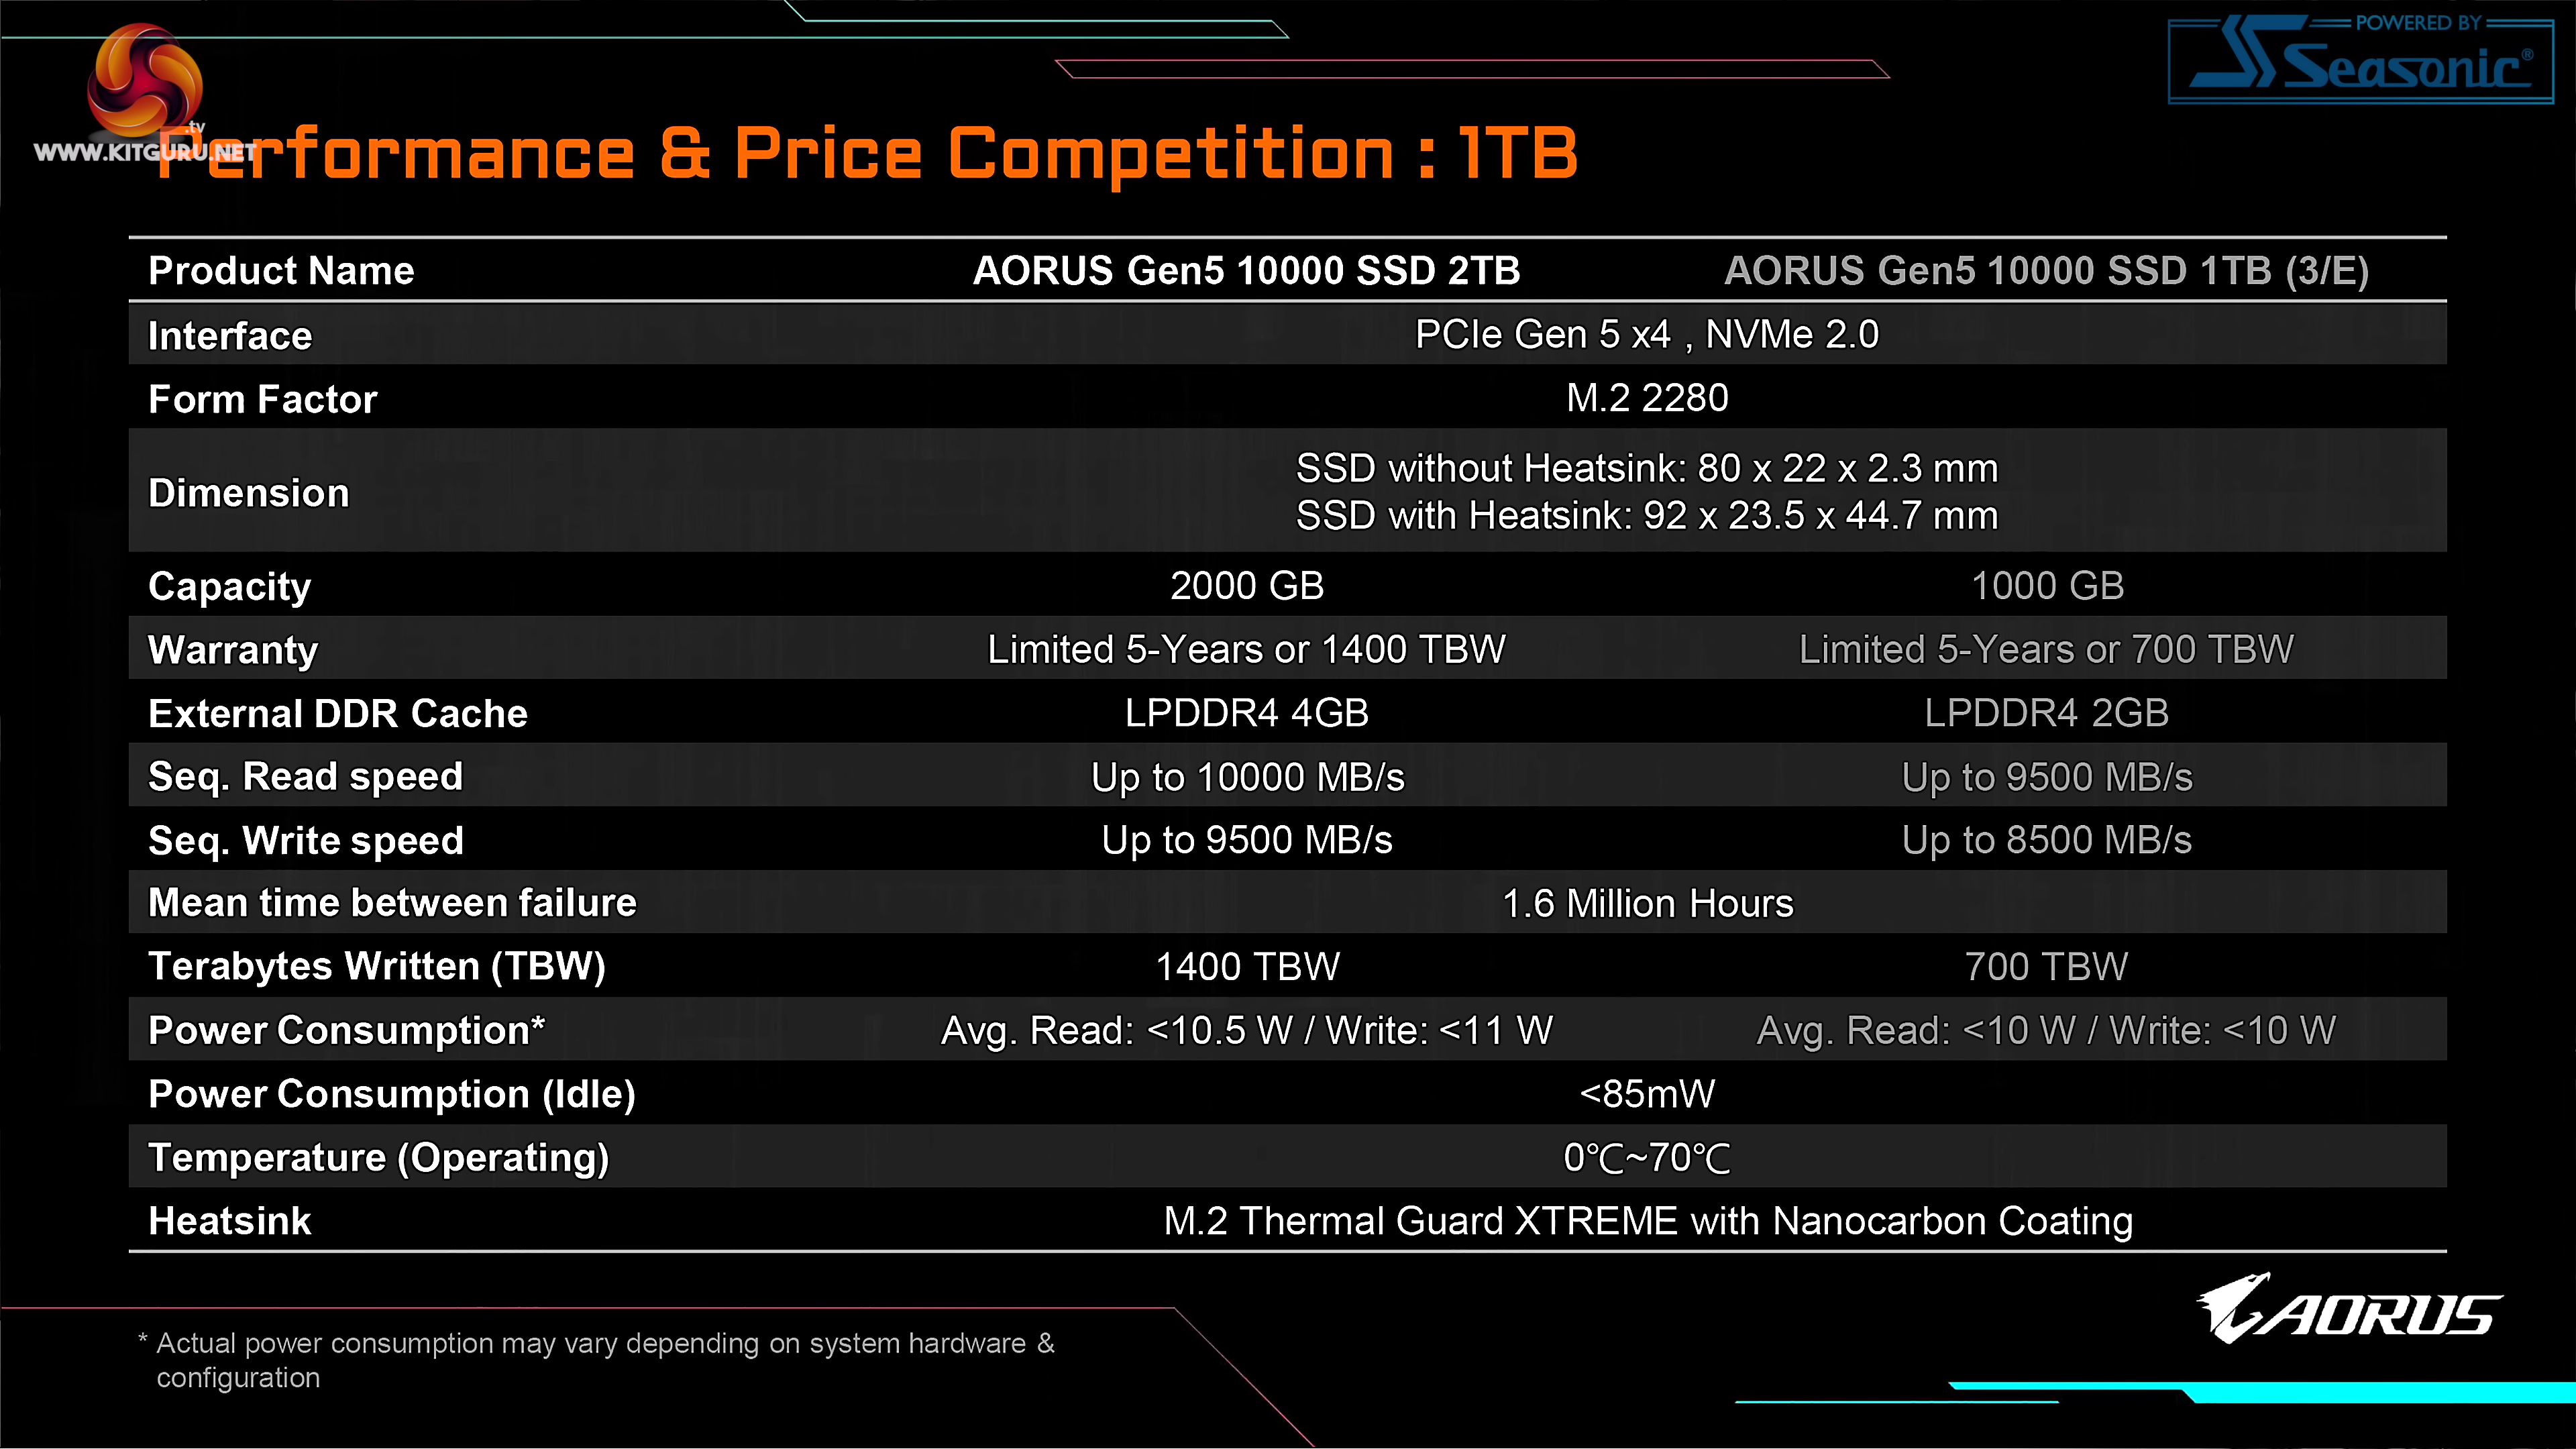 POWERED BY
Seasonic®
.tv
WWW.KITGURU.NET
Performance & Price Competition : 1TB
Product Name AORUS Gen5 10000 SSD 2TB AORUS Gen5 10000 SSD 1TB (3/E)
Interface PCIe Gen 5 x4 , NVMe 2.0
Form Factor M.2 2280
Dimension SSD without Heatsink: 80 x 22 x 2.3 mm
SSD with Heatsink: 92 x 23.5 x 44.7 mm
Capacity 2000 GB 1000 GB
Warranty Limited 5-Years or 1400 TBW Limited 5-Years or 700 TBW
External DDR Cache LPDDR4 4GB LPDDR4 2GB
Seq. Read speed Up to 10000 MB/s Up to 9500 MB/s
Seq. Write speed Up to 9500 MB/s Up to 8500 MB/s
Mean time between failure 1.6 Million Hours
Terabytes Written (TBW) 1400 TBW 700 TBW
Power Consumption* Avg. Read: <10.5 W / Write: <11 W Avg. Read: <10 W / Write: <10 W
Power Consumption (Idle) <85mW
Temperature (Operating) 0℃~70℃
Heatsink M.2 Thermal Guard XTREME with Nanocarbon Coating
AORUS
* Actual power consumption may vary depending on system hardware &
configuration